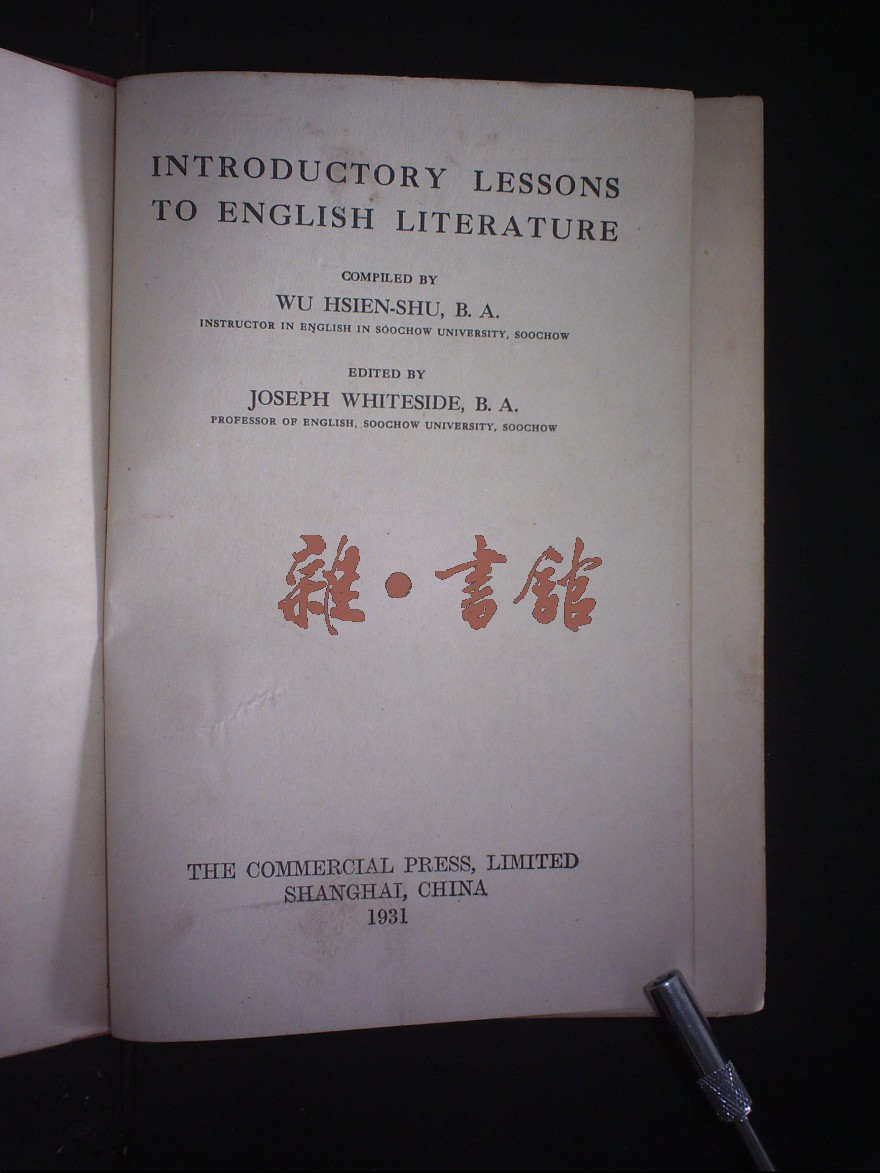 INTRODUCTORY LESSONS
TO ENGLISH LITERATURE
COMPILED BY
WU HSIEN-SHU, B. A.
INSTRUCTOR IN ENGLISH IN SOOCHOW UNIVERSITY, SOOCHOW
EDITED BY
JOSEPH WHITESIDE, B. A.
PROFESSOR OF ENGLISH, SOOCHOW UNIVERSITY, SOOCHOW
雜•書館
THE COMMERCIAL PRESS, LIMITED
SHANGHAI, CHINA
1931